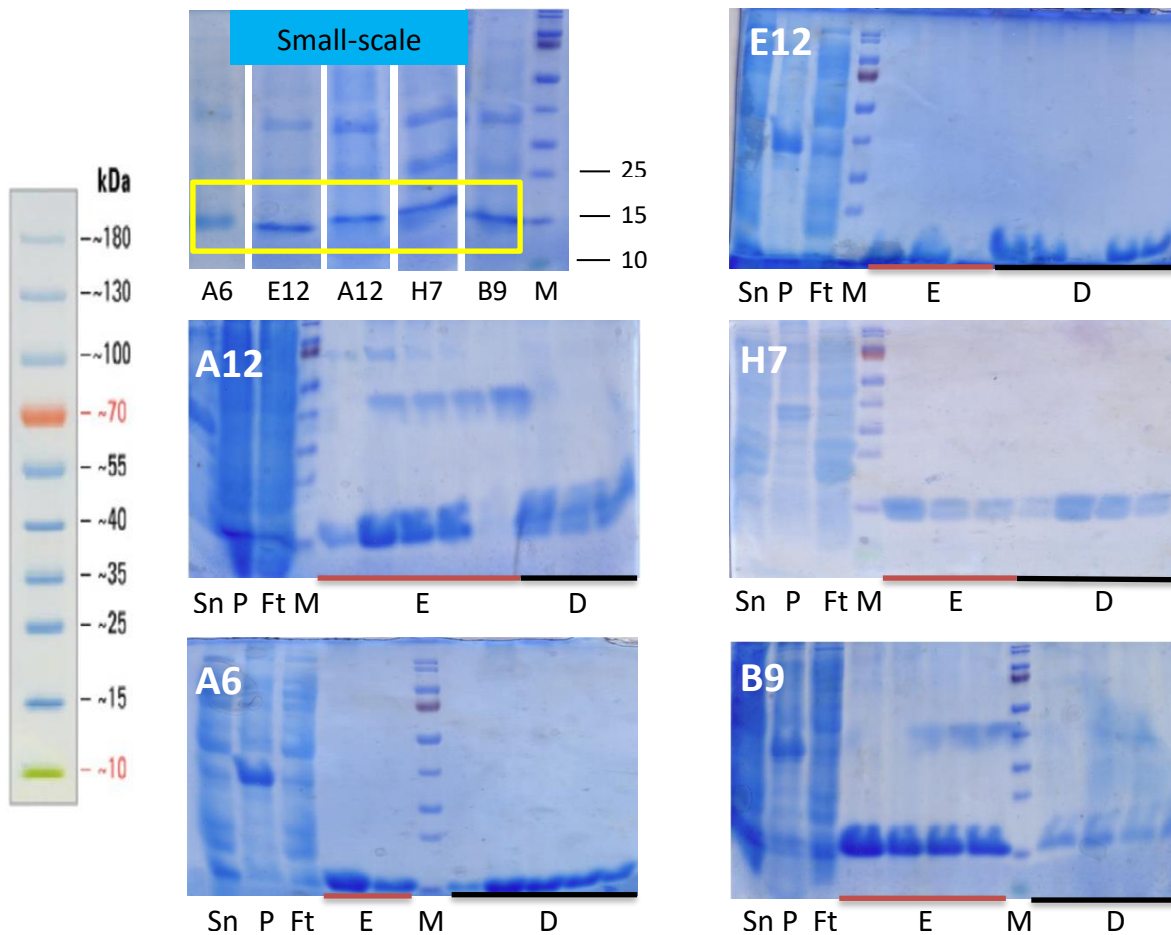 kDa
~180
~130
~100
~70
~55
~40
~35
~25
~15
~10
Small-scale
25
15
10
A6 E12 A12 H7 B9 M
E12
Sn P Ft M E D
A12
Sn P Ft M E D
H7
Sn P Ft M E D
A6
Sn P Ft E M D
B9
Sn P Ft E M D